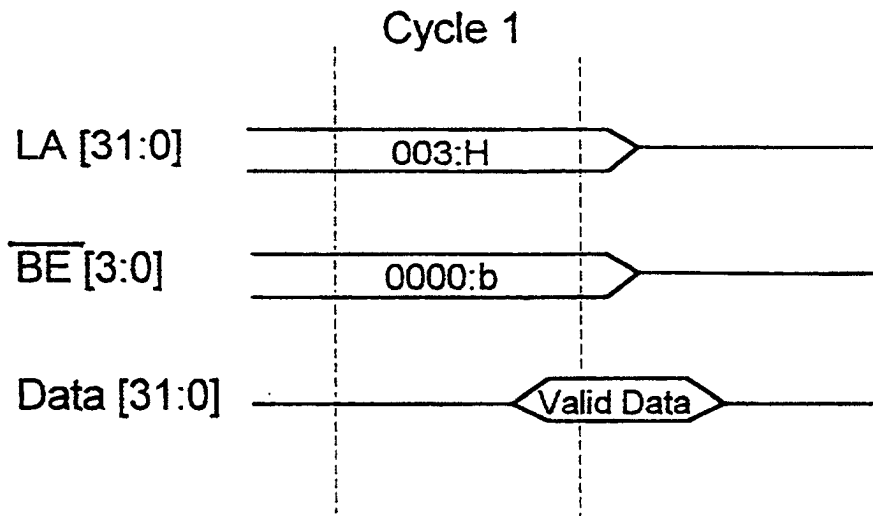 Cycle 1
LA [31:0]
003:H
BE [3:0]
0000:b
Data [31:0]
Valid Data